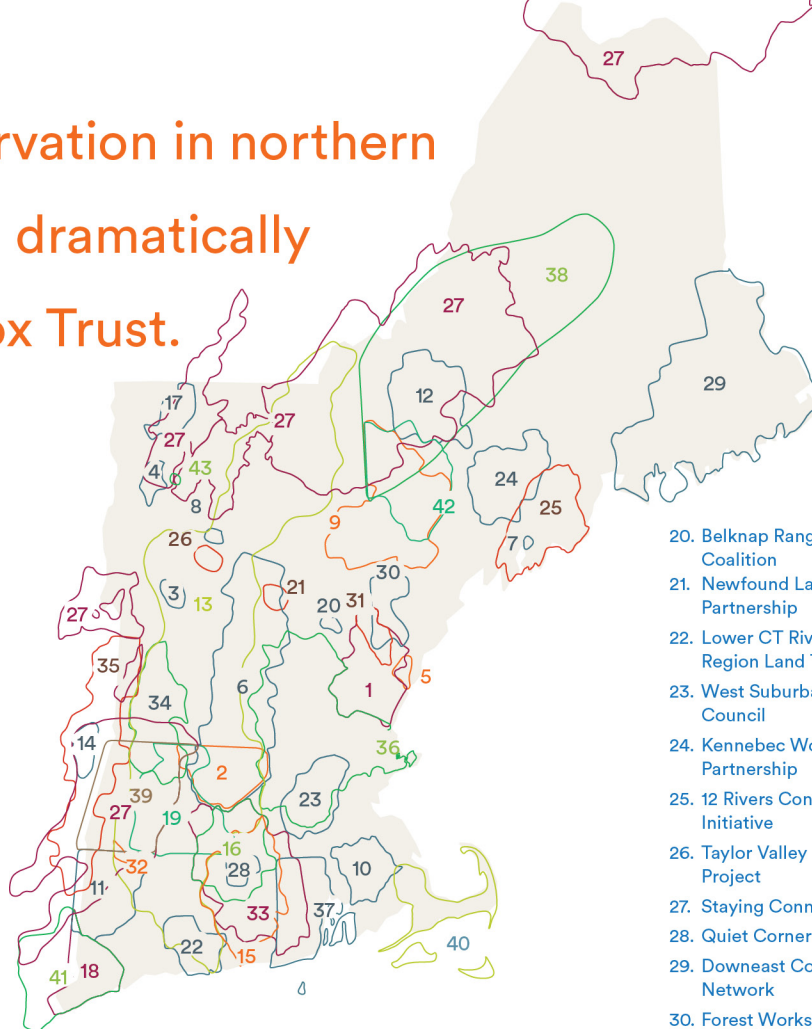 27
rvation in northern
dramatically
ox Trust.
38
27
29
12
17
27
27
43
4
24
8
42
25
9
26
7
30
21
3
13
20
31
27
35
5
6
1
34
14
36
2
39
23
27
19
16
32
28
10
11
33
37
22
40
15
18
41
20. Belknap Rang
Coalition
21. Newfound La
Partnership
22. Lower CT Riv
Region Land T
23. West Suburba
Council
24. Kennebec Wo
Partnership
25. 12 Rivers Con
Initiative
26. Taylor Valley
Project
27. Staying Conn
28. Quiet Corner
29. Downeast Co
Network
30. Forest Works